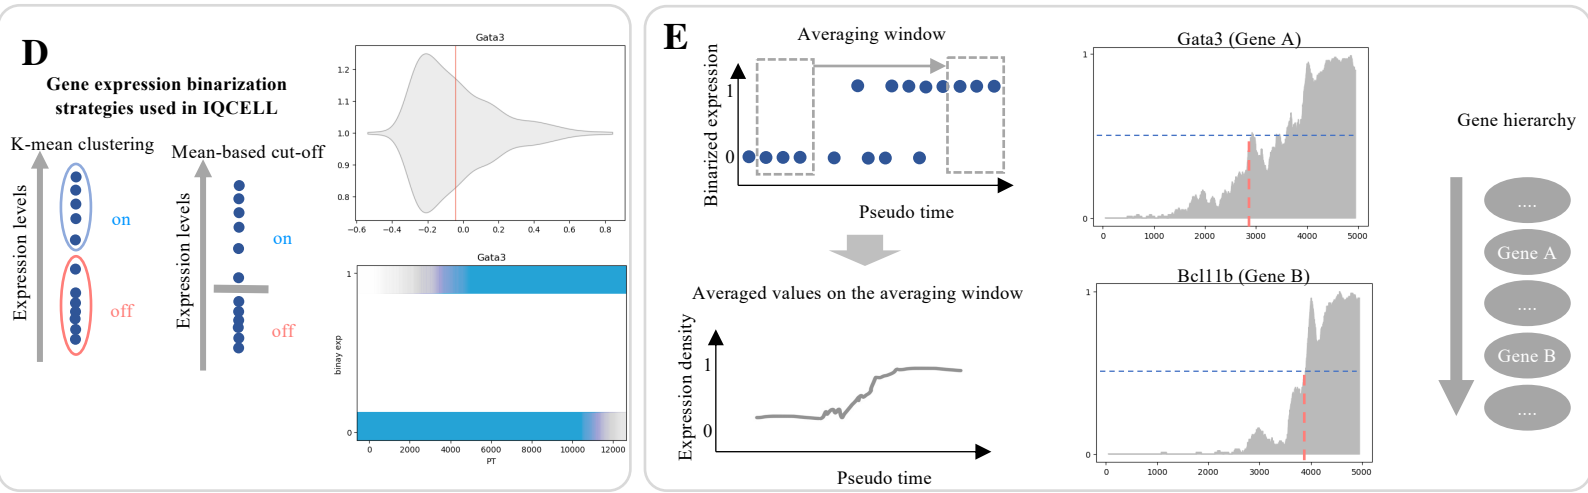 D
Gene expression binarization
strategies used in IQCELL
K-mean clustering
Expression levels
on
off
Mean-based cut-off
Expression levels
on
off
Gata3
1.2
1.1
1.0
0.9
0.8
−0.6 −0.4 −0.2 0.0 0.2 0.4 0.6 0.8
Gata3
binay exp
1
0
0 2000 4000 6000 8000 10000 12000
PT
E
Averaging window
Binarized expression
1
0
Pseudo time
Averaged values on the averaging window
Expression density
1
0
Pseudo time
Gata3 (Gene A)
1
0
0 1000 2000 3000 4000 5000
Bcl11b (Gene B)
1
0
0 1000 2000 3000 4000 5000
Gene hierarchy
....
Gene A
....
Gene B
....